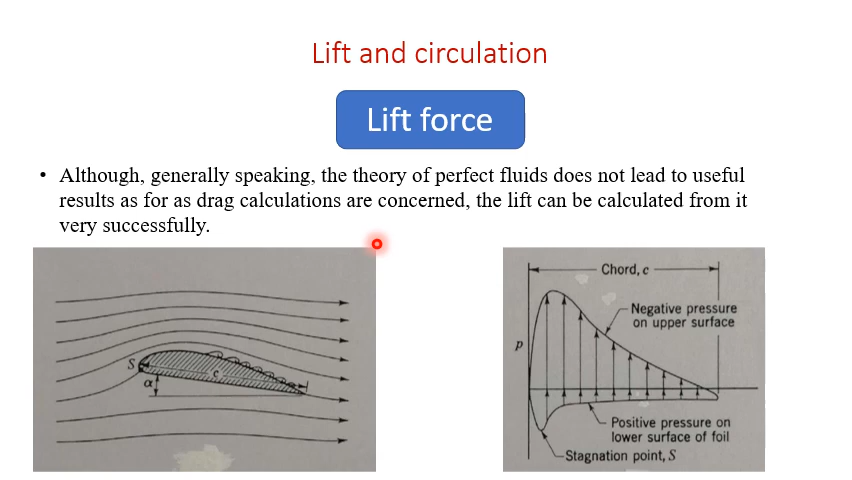 Lift and circulation
Lift force
• Although, generally speaking, the theory of perfect fluids does not lead to useful
results as for as drag calculations are concerned, the lift can be calculated from it
very successfully.
S
c
α
Chord, c
Negative pressure
on upper surface
p
Positive pressure on
lower surface of foil
Stagnation point, S